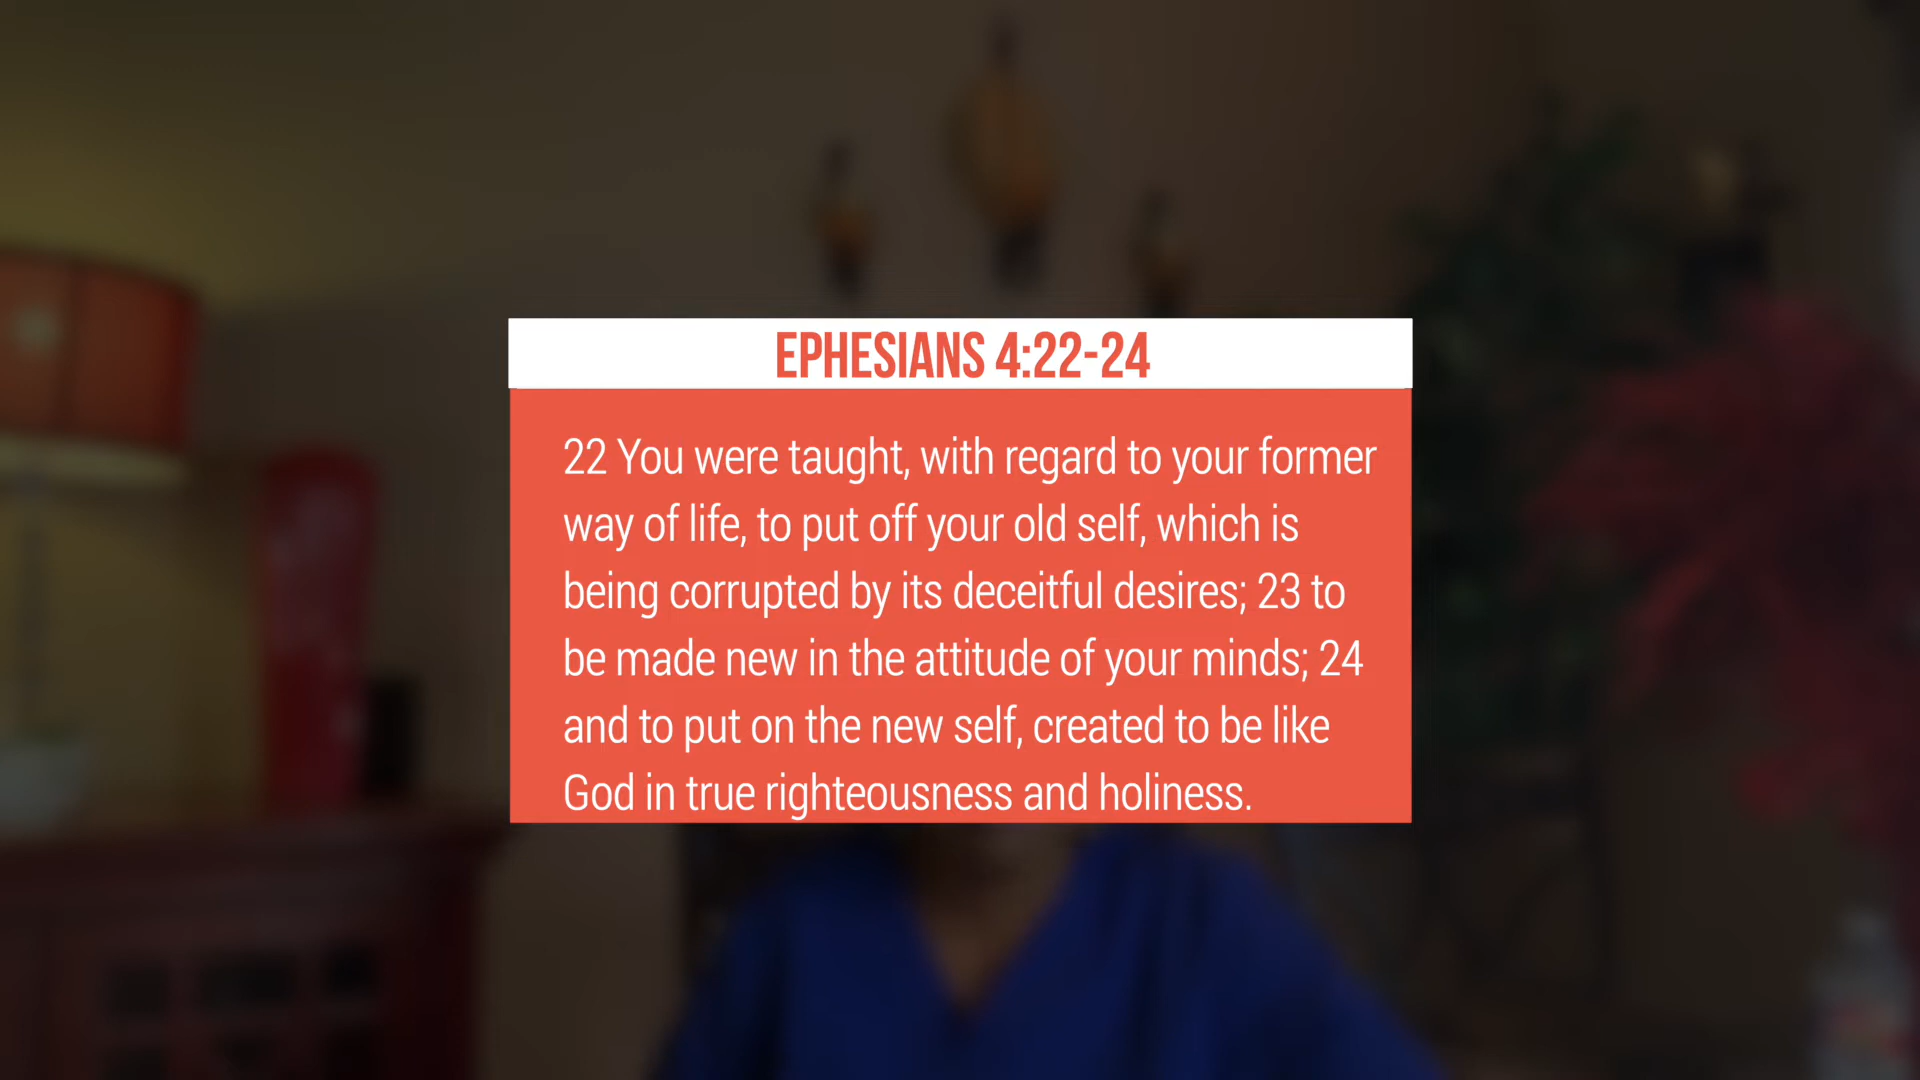 EPHESIANS 4:22-24
22 You were taught, with regard to your former
way of life, to put off your old self, which is
being corrupted by its deceitful desires; 23 to
be made new in the attitude of your minds; 24
and to put on the new self, created to be like
God in true righteousness and holiness.